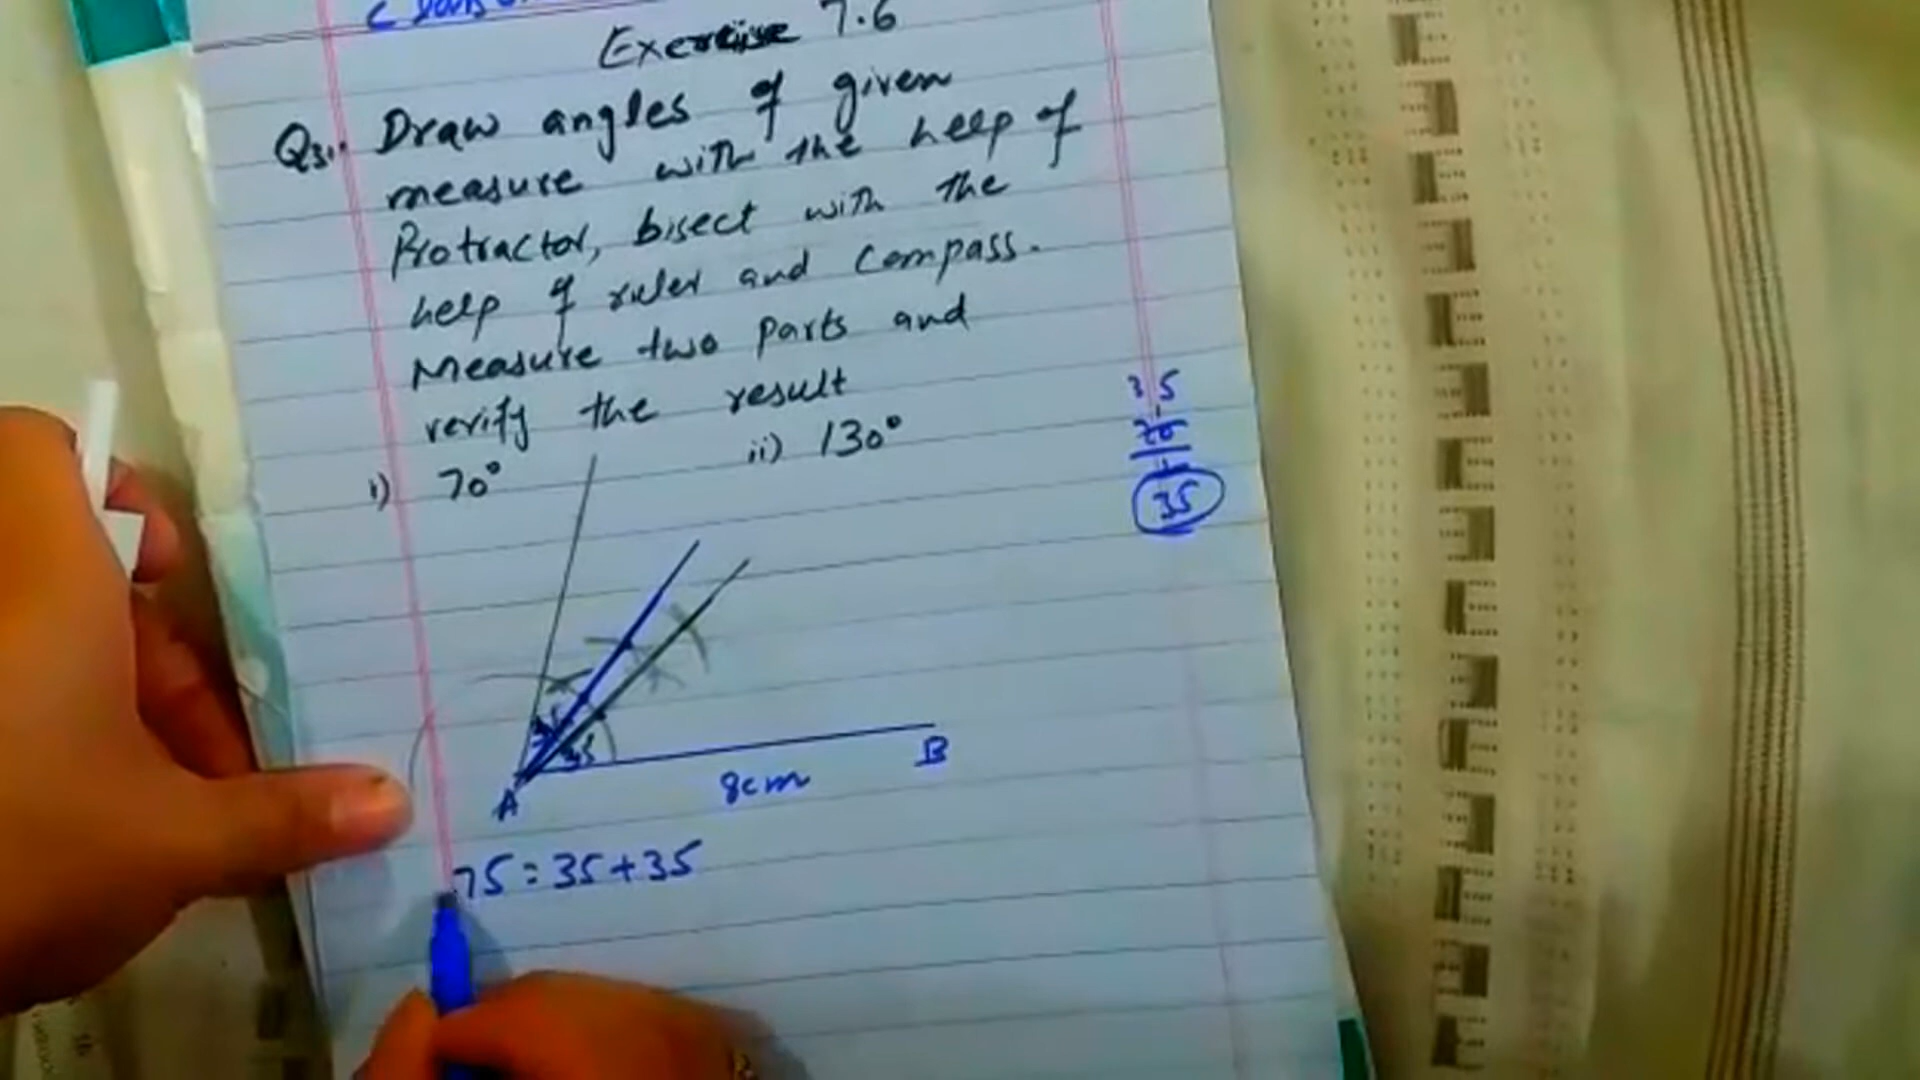 Exercise 7.6
Q3. Draw angles of given
measure with the help of
Protractor, bisect with the
help of ruler and compass.
Measure two parts and
verify the result
i) 70° ii) 130°
35
35
35
A
8cm
B
75=35+35